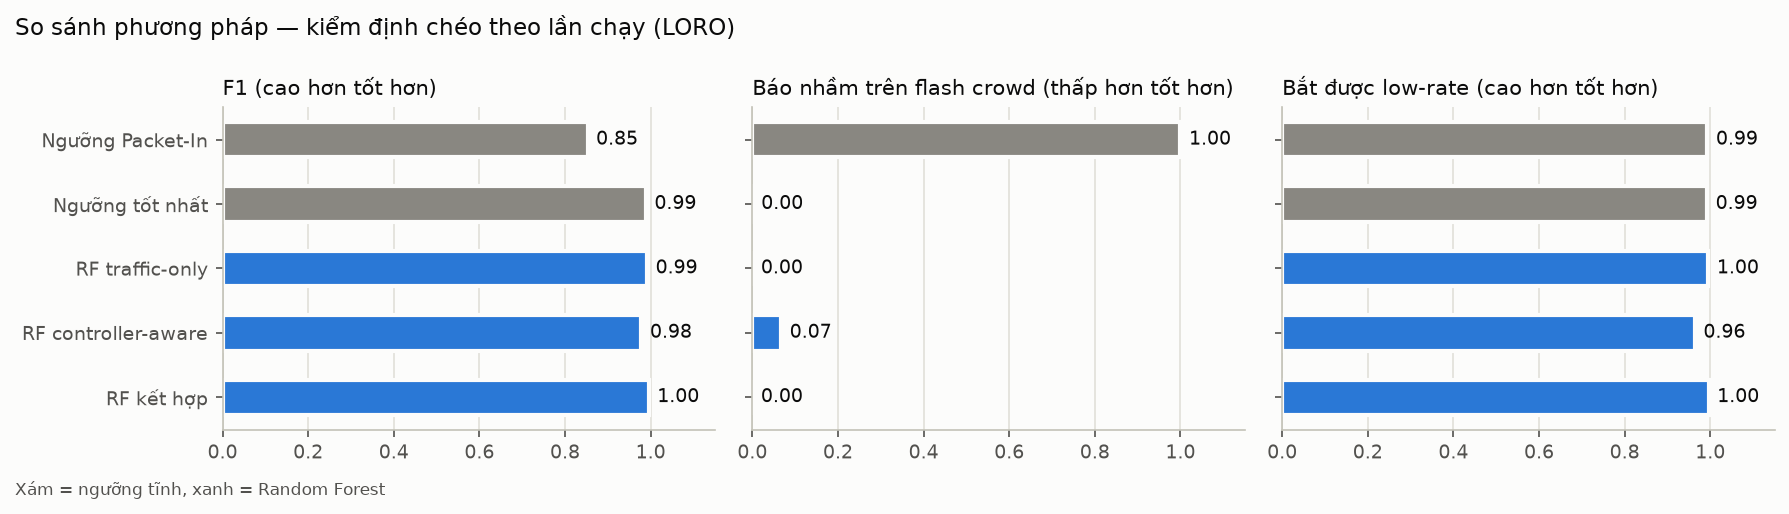 So sánh phương pháp — kiểm định chéo theo lần chạy (LORO)
F1 (cao hơn tốt hơn)
Ngưỡng Packet-In
0.85
Ngưỡng tốt nhất
0.99
RF traffic-only
0.99
RF controller-aware
0.98
RF kết hợp
1.00
0.0 0.2 0.4 0.6 0.8 1.0
Báo nhầm trên flash crowd (thấp hơn tốt hơn)
1.00
0.00
0.00
0.07
0.00
0.0 0.2 0.4 0.6 0.8 1.0
Bắt được low-rate (cao hơn tốt hơn)
0.99
0.99
1.00
0.96
1.00
0.0 0.2 0.4 0.6 0.8 1.0
Xám = ngưỡng tĩnh, xanh = Random Forest